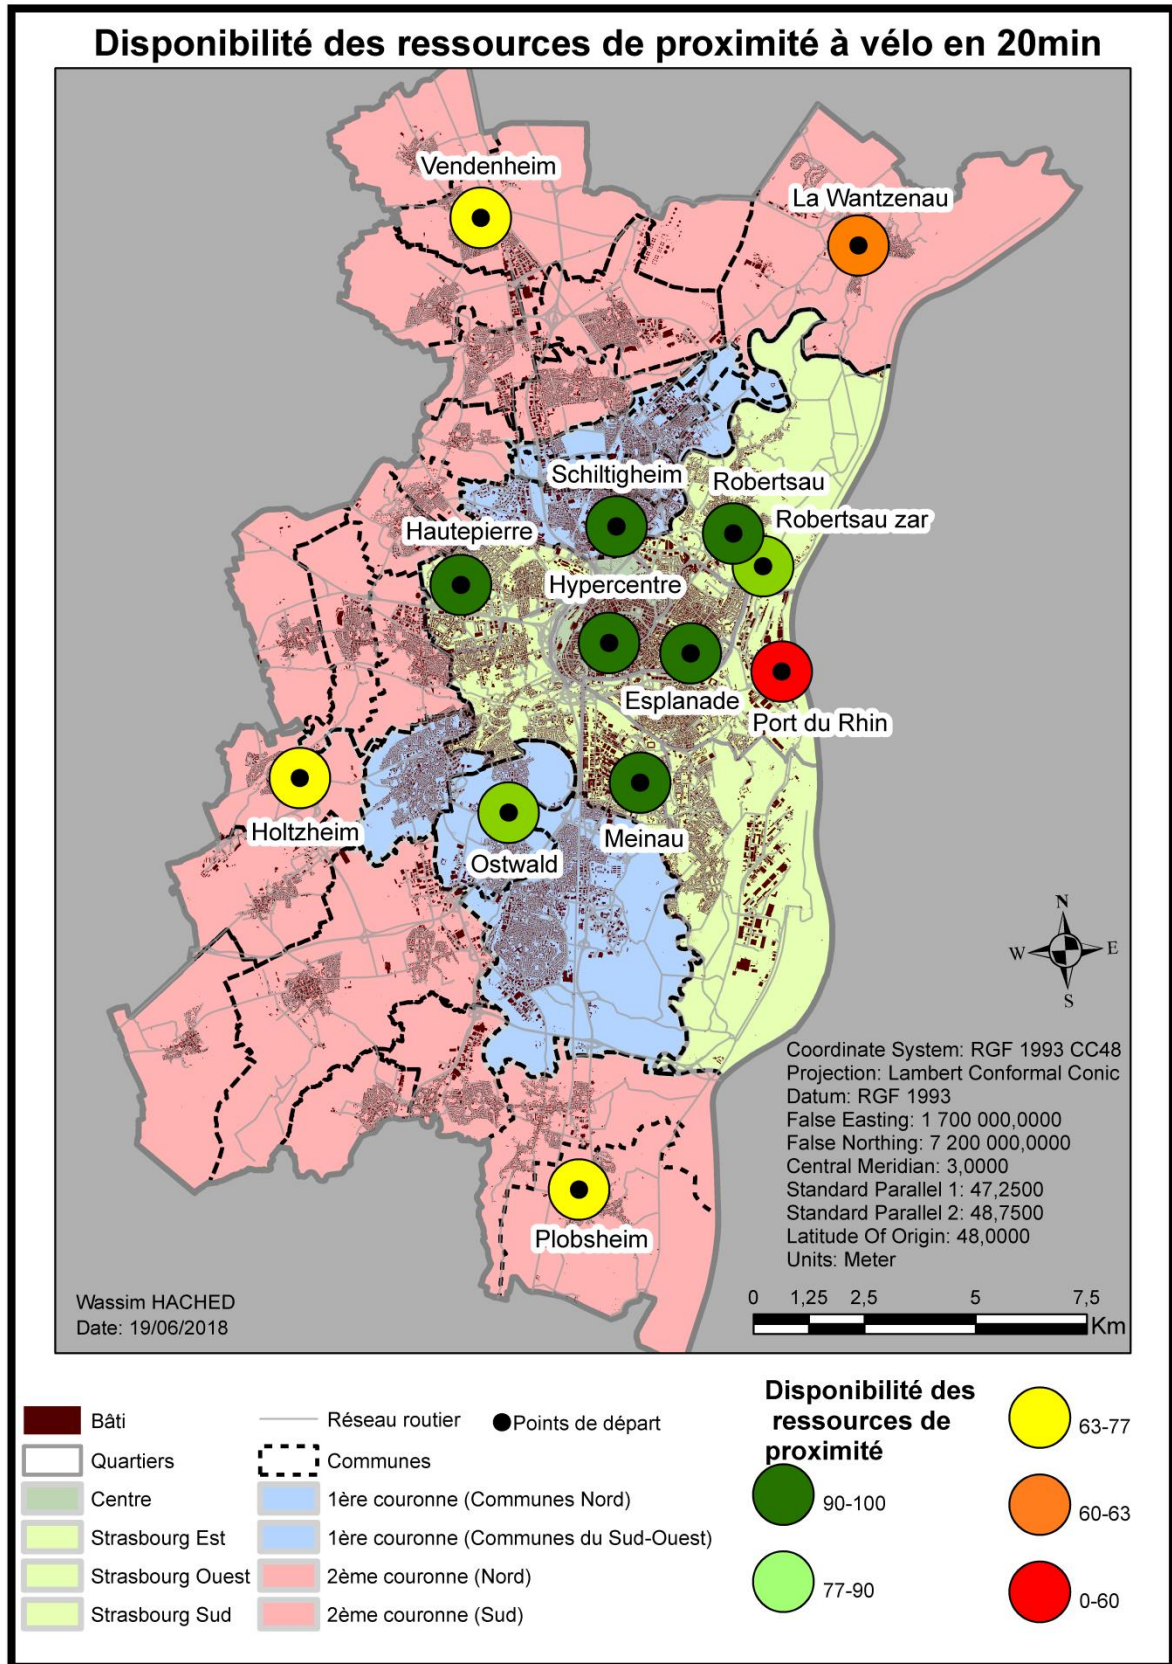 Disponibilité des ressources de proximité à vélo en 20min
Vendenheim
La Wantzenau
Schiltigheim
Robertsau
Robertsau zar
Hautepierre
Hypercentre
Esplanade
Port du Rhin
Holtzheim
Ostwald
Meinau
Plobsheim
N
W
E
S
Coordinate System: RGF 1993 CC48
Projection: Lambert Conformal Conic
Datum: RGF 1993
False Easting: 1 700 000,0000
False Northing: 7 200 000,0000
Central Meridian: 3,0000
Standard Parallel 1: 47,2500
Standard Parallel 2: 48,7500
Latitude Of Origin: 48,0000
Units: Meter
0 1,25 2,5 5 7,5
Km
Wassim HACHED
Date: 19/06/2018
Bâti
Quartiers
Centre
Strasbourg Est
Strasbourg Ouest
Strasbourg Sud
Réseau routier
Points de départ
Communes
1ère couronne (Communes Nord)
1ère couronne (Communes du Sud-Ouest)
2ème couronne (Nord)
2ème couronne (Sud)
Disponibilité des
ressources de
proximité
90-100
77-90
63-77
60-63
0-60